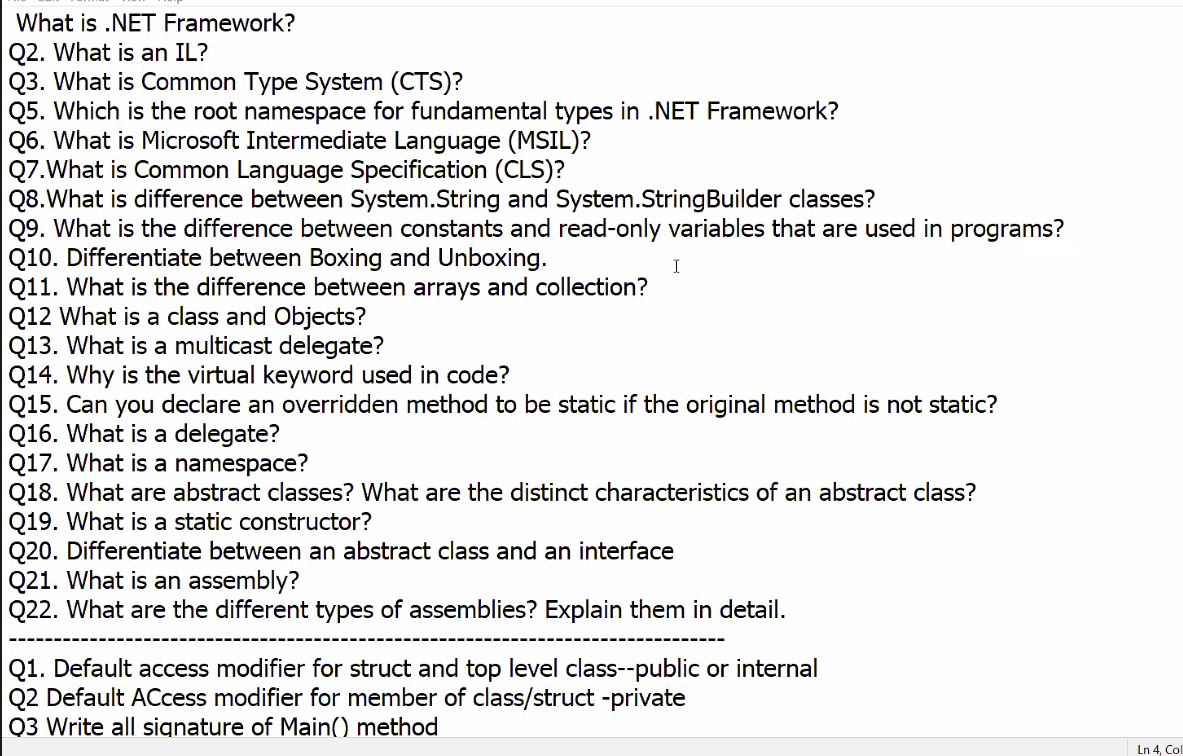 What is .NET Framework?
Q2. What is an IL?
Q3. What is Common Type System (CTS)?
Q5. Which is the root namespace for fundamental types in .NET Framework?
Q6. What is Microsoft Intermediate Language (MSIL)?
Q7.What is Common Language Specification (CLS)?
Q8.What is difference between System.String and System.StringBuilder classes?
Q9. What is the difference between constants and read-only variables that are used in programs?
Q10. Differentiate between Boxing and Unboxing.
Q11. What is the difference between arrays and collection?
Q12 What is a class and Objects?
Q13. What is a multicast delegate?
Q14. Why is the virtual keyword used in code?
Q15. Can you declare an overridden method to be static if the original method is not static?
Q16. What is a delegate?
Q17. What is a namespace?
Q18. What are abstract classes? What are the distinct characteristics of an abstract class?
Q19. What is a static constructor?
Q20. Differentiate between an abstract class and an interface
Q21. What is an assembly?
Q22. What are the different types of assemblies? Explain them in detail.
--------------------------------------------------------------------------------
Q1. Default access modifier for struct and top level class--public or internal
Q2 Default ACcess modifier for member of class/struct -private
Q3 Write all signature of Main() method
Ln 4, Col